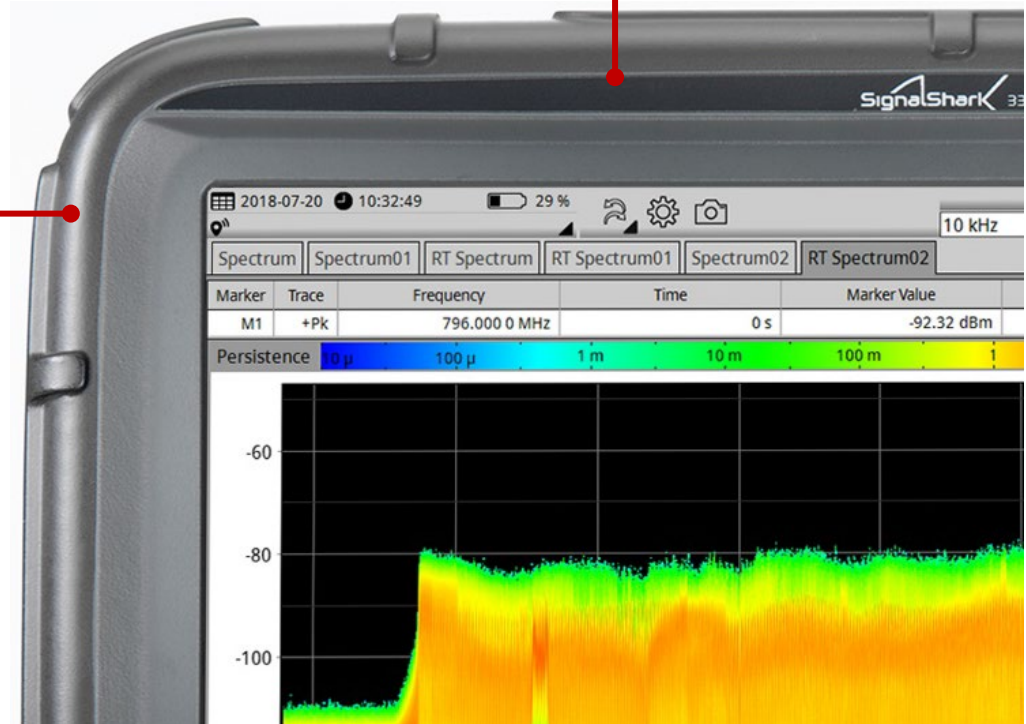 SignalShark 33
2018-07-20 10:32:49 29 %
10 kHz
Spectrum Spectrum01 RT Spectrum RT Spectrum01 Spectrum02 RT Spectrum02
Marker Trace Frequency Time Marker Value
M1 +Pk 796.000 0 MHz 0 s -92.32 dBm
Persistence 10 µ 100 µ 1 m 10 m 100 m 1
-60
-80
-100